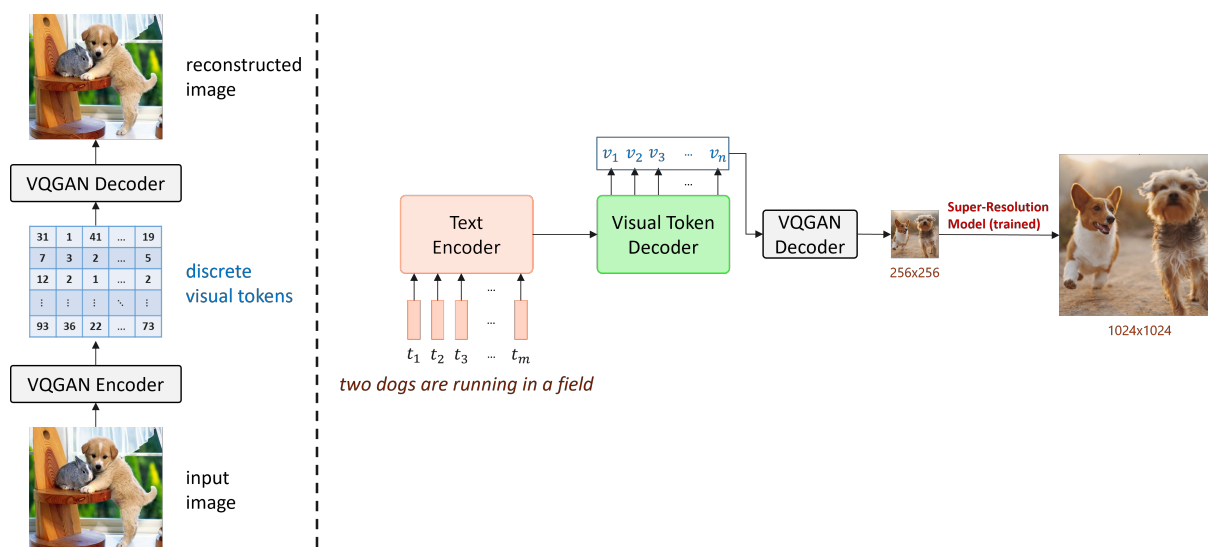 reconstructed
image
VQGAN Decoder
31 1 41 ... 19
7 3 2 ... 5
12 2 1 ... 2
⋮ ⋮ ⋮ ⋱ ⋮
93 36 22 ... 73
discrete
visual tokens
VQGAN Encoder
input
image
v₁ v₂ v₃ ... vₙ
...
Text
Encoder
Visual Token
Decoder
VQGAN
Decoder
Super-Resolution
Model (trained)
256x256
1024x1024
...
...
t₁ t₂ t₃ ... tₘ
two dogs are running in a field